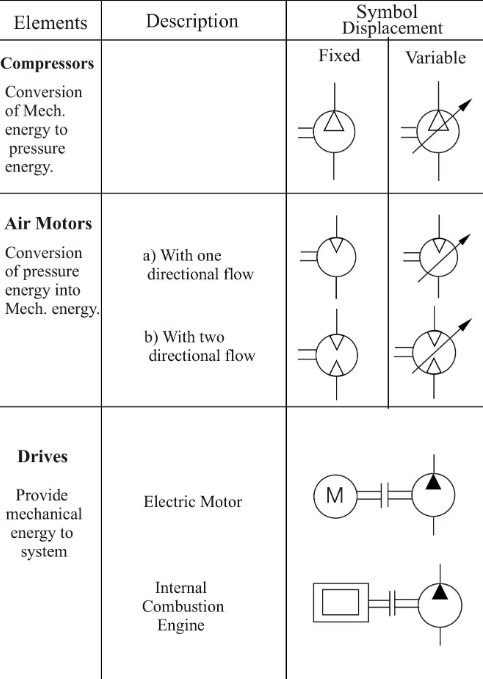 Elements
Description
Symbol
Displacement
Fixed
Variable
Compressors
Conversion
of Mech.
energy to
pressure
energy.
Air Motors
Conversion
of pressure
energy into
Mech. energy.
a) With one
directional flow
b) With two
directional flow
Drives
Provide
mechanical
energy to
system
Electric Motor
M
Internal
Combustion
Engine